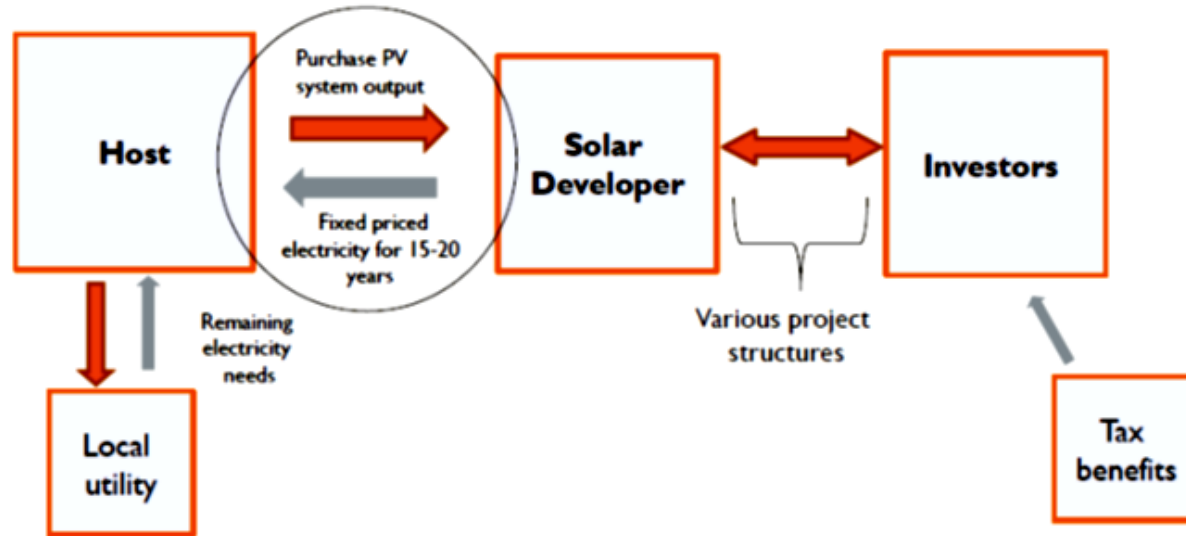 Purchase PV
system output
Host
Solar
Developer
Investors
Fixed priced
electricity for 15-20
years
Remaining
electricity
needs
Various project
structures
Local
utility
Tax
benefits